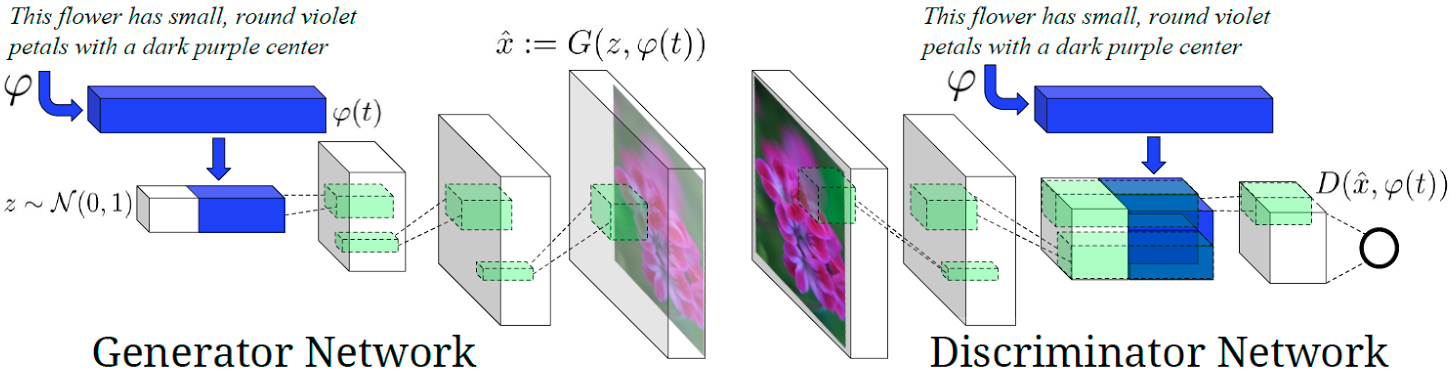 This flower has small, round violet
petals with a dark purple center
φ
φ(t)
z ~ N(0, 1)
x̂ := G(z, φ(t))
Generator Network
This flower has small, round violet
petals with a dark purple center
φ
D(x̂, φ(t))
Discriminator Network